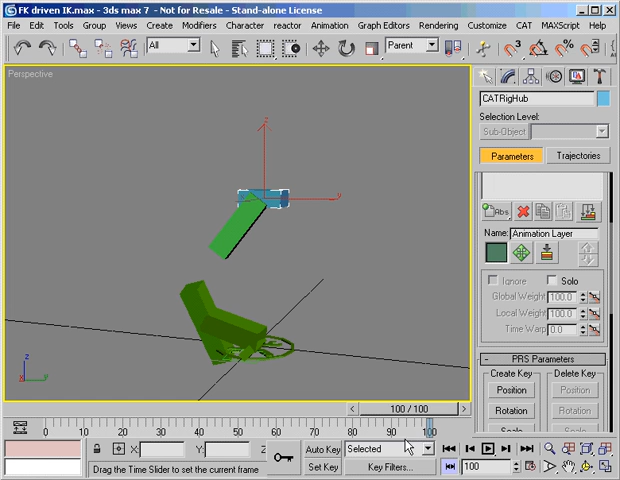 FK driven IK.max - 3ds max 7 - Not for Resale - Stand-alone License
File Edit Tools Group Views Create Modifiers Character reactor Animation Graph Editors Rendering Customize CAT MAXScript Help
All
Parent
Perspective
z
y
z
x y
CATRigHub
Selection Level:
Sub-Object
Parameters Trajectories
Abs
Name: Animation Layer
Ignore Solo
Global Weight 100.0
Local Weight 100.0
Time Warp 0.0
- PRS Parameters
Create Key Delete Key
Position Position
Rotation Rotation
Scale Scale
< 100 / 100 >
0 10 20 30 40 50 60 70 80 90 100
X: Y: Z
Drag the Time Slider to set the current frame
Auto Key Selected
Set Key Key Filters...
100